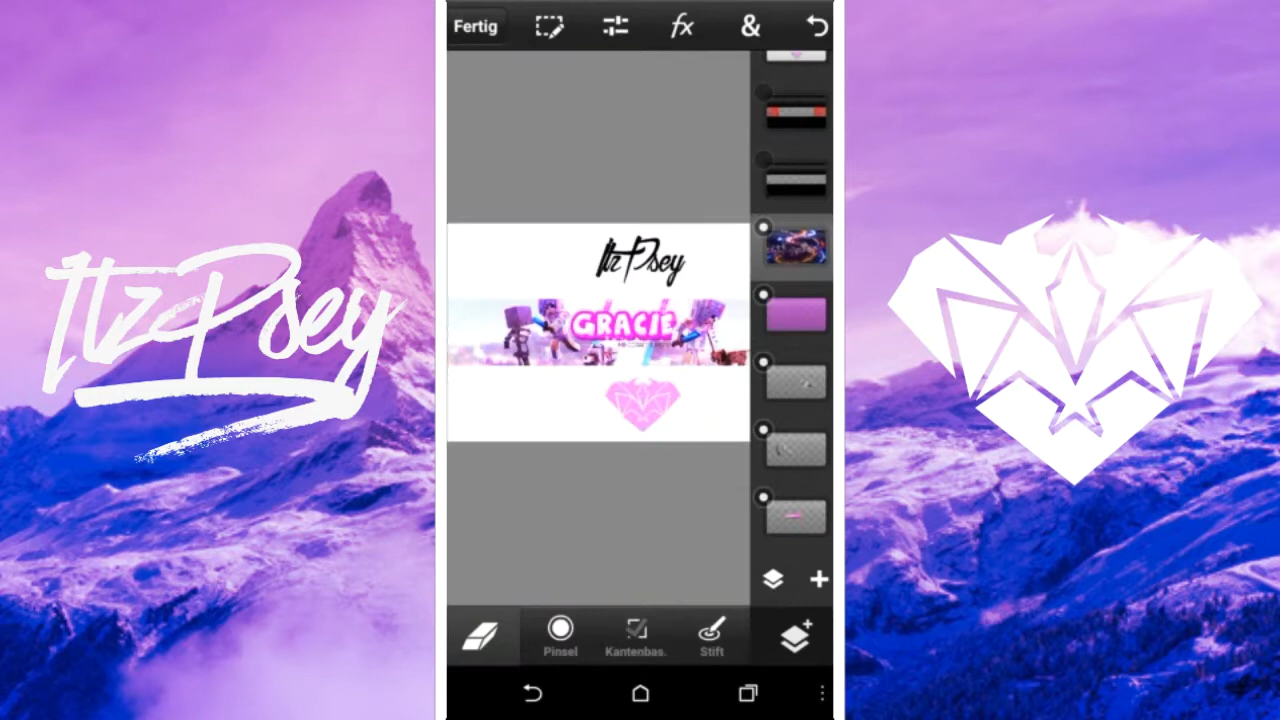 Fertig
fx
&
ItzPsey
ItzPsey
GRACIE
Pinsel
Kantenbas.
Stift